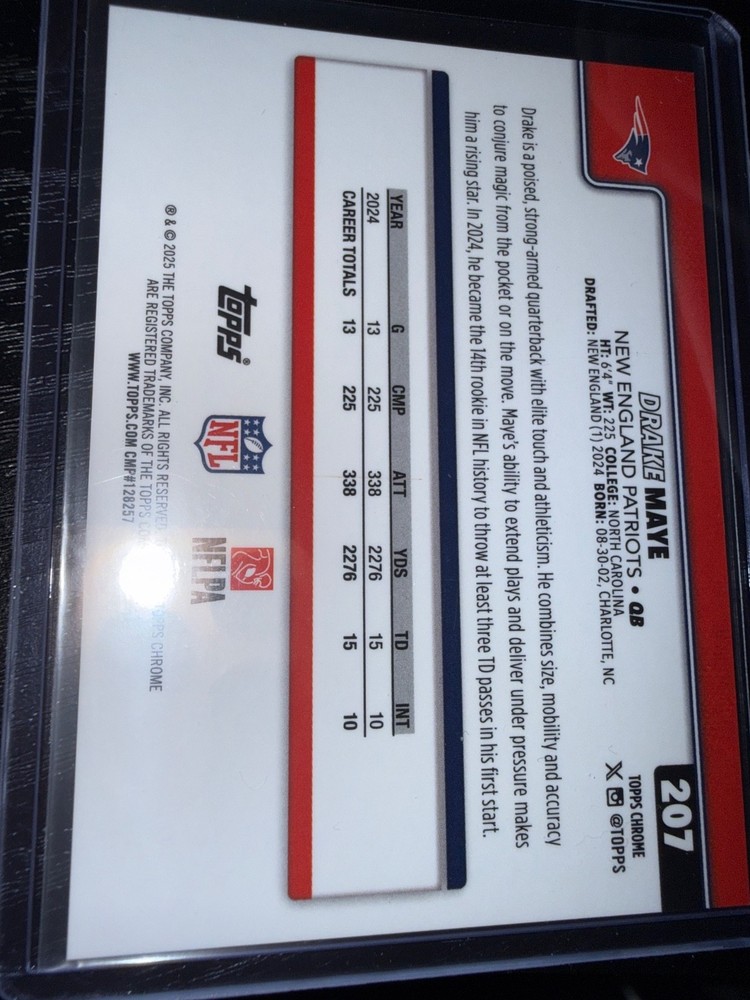 207
TOPPS CHROME
@TOPPS
DRAKE MAYE
NEW ENGLAND PATRIOTS • QB
HT: 6'4" WT: 225 COLLEGE: NORTH CAROLINA
DRAFTED: NEW ENGLAND (1) 2024 BORN: 08-30-02, CHARLOTTE, NC
Drake is a poised, strong-armed quarterback with elite touch and athleticism. He combines size, mobility and accuracy
to conjure magic from the pocket or on the move. Maye's ability to extend plays and deliver under pressure makes
him a rising star. In 2024, he became the 14th rookie in NFL history to throw at least three TD passes in his first start.
YEAR G CMP ATT YDS TD INT
2024 13 225 338 2276 15 10
CAREER TOTALS 13 225 338 2276 15 10
topps®
NFL
NFLPA
® & © 2025 THE TOPPS COMPANY, INC. ALL RIGHTS RESERVED CHROME
ARE REGISTERED TRADEMARKS OF THE TOPPS
WWW.TOPPS.COM CMP#128257